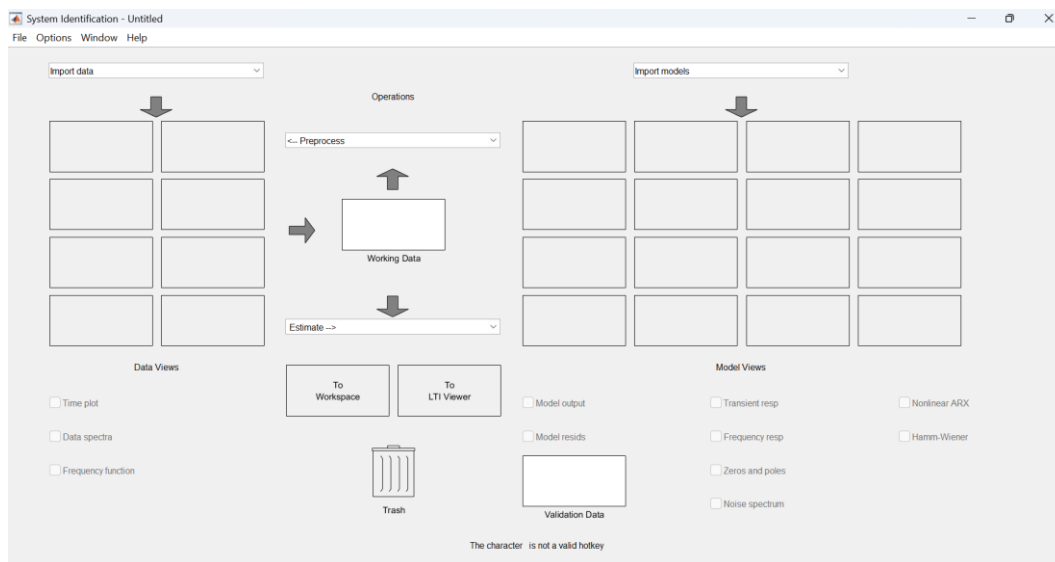 System Identification - Untitled
File Options Window Help
Import data
Import models
Operations
<-- Preprocess
Working Data
Estimate -->
Data Views
Model Views
To
Workspace
To
LTI Viewer
Time plot
Model output
Transient resp
Nonlinear ARX
Data spectra
Model resids
Frequency resp
Hamm-Wiener
Frequency function
Zeros and poles
Noise spectrum
Trash
Validation Data
The character is not a valid hotkey